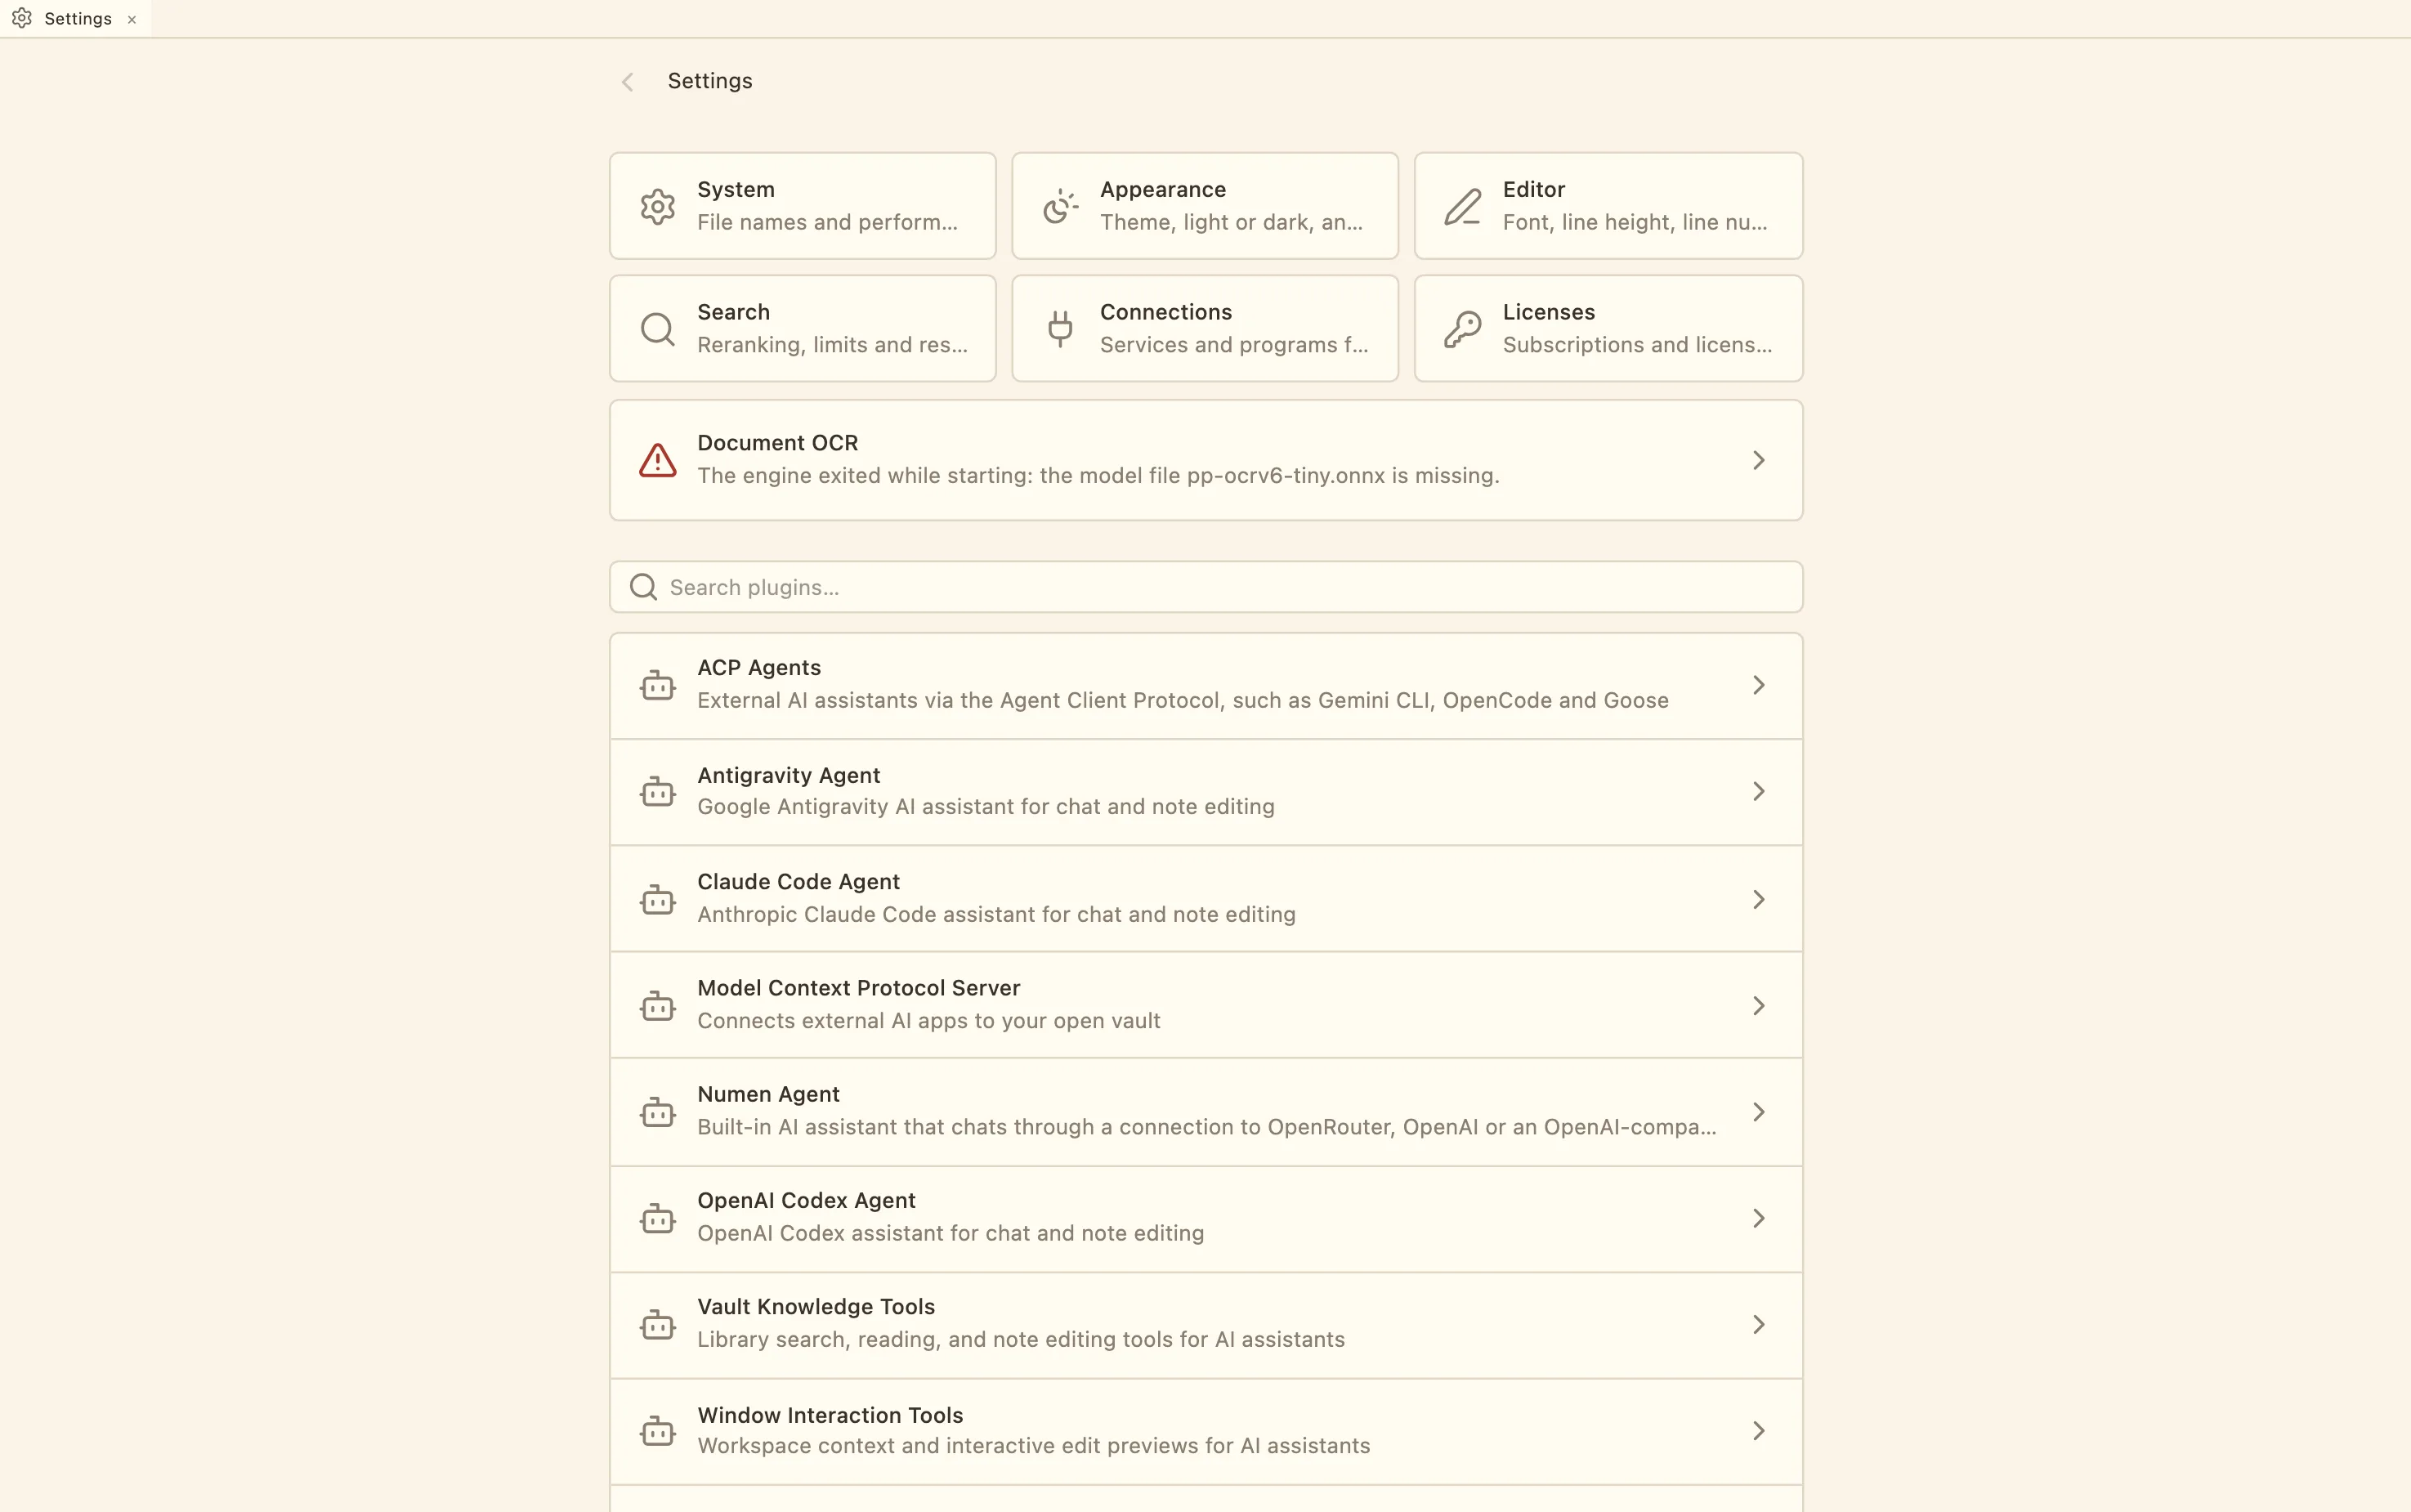 Settings ×
Settings
System
File names and perform...
Appearance
Theme, light or dark, an...
Editor
Font, line height, line nu...
Search
Reranking, limits and res...
Connections
Services and programs f...
Licenses
Subscriptions and licens...
Document OCR
The engine exited while starting: the model file pp-ocrv6-tiny.onnx is missing.
Search plugins...
ACP Agents
External AI assistants via the Agent Client Protocol, such as Gemini CLI, OpenCode and Goose
Antigravity Agent
Google Antigravity AI assistant for chat and note editing
Claude Code Agent
Anthropic Claude Code assistant for chat and note editing
Model Context Protocol Server
Connects external AI apps to your open vault
Numen Agent
Built-in AI assistant that chats through a connection to OpenRouter, OpenAI or an OpenAI-compa...
OpenAI Codex Agent
OpenAI Codex assistant for chat and note editing
Vault Knowledge Tools
Library search, reading, and note editing tools for AI assistants
Window Interaction Tools
Workspace context and interactive edit previews for AI assistants